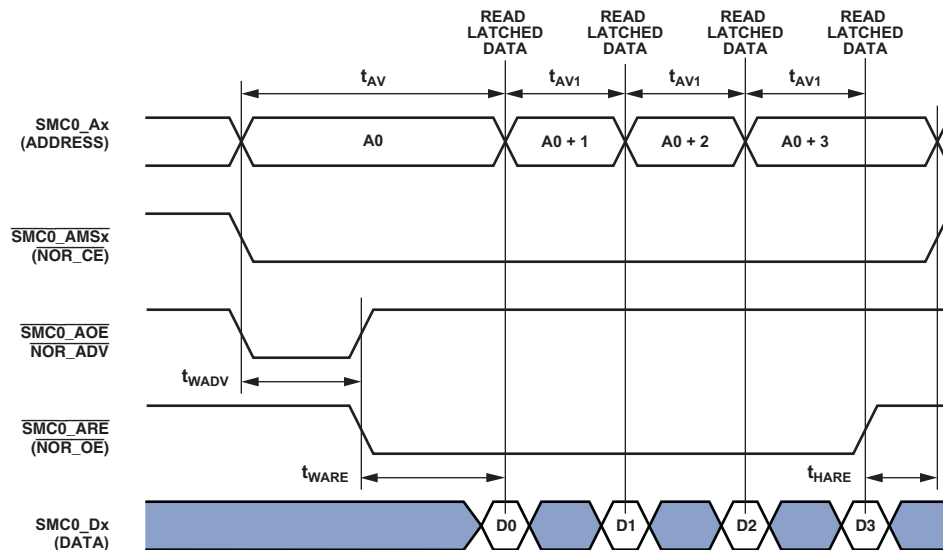 READ LATCHED DATA
READ LATCHED DATA
READ LATCHED DATA
READ LATCHED DATA
tAV
tAV1
tAV1
tAV1
SMC0_Ax (ADDRESS)
A0
A0 + 1
A0 + 2
A0 + 3
SMC0_AMSx (NOR_CE)
SMC0_AOE NOR_ADV
tWADV
SMC0_ARE (NOR_OE)
tWARE
tHARE
SMC0_Dx (DATA)
D0
D1
D2
D3